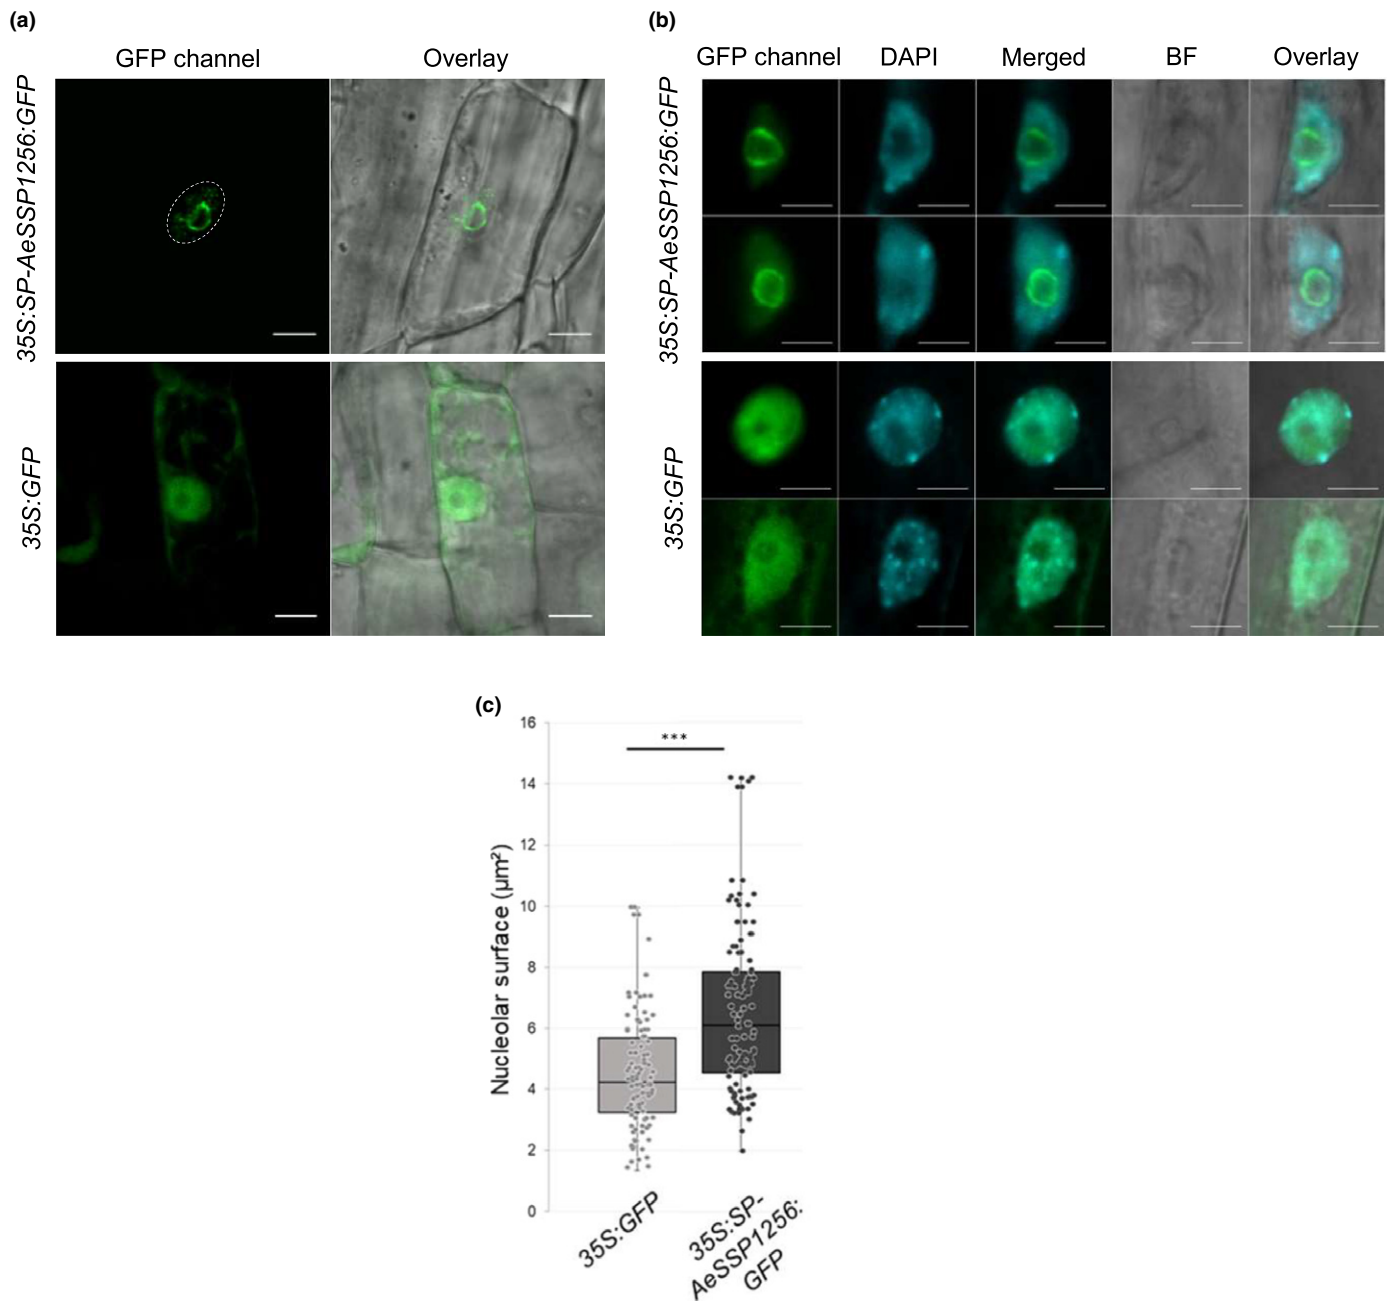 (a)
GFP channel
Overlay
35S:SP-AeSSP1256:GFP
35S:GFP
(b)
GFP channel
DAPI
Merged
BF
Overlay
35S:SP-AeSSP1256:GFP
35S:GFP
(c)
***
Nucleolar surface (µm²)
16
14
12
10
8
6
4
2
0
35S:GFP
35S:SP-
AeSSP1256:
GFP